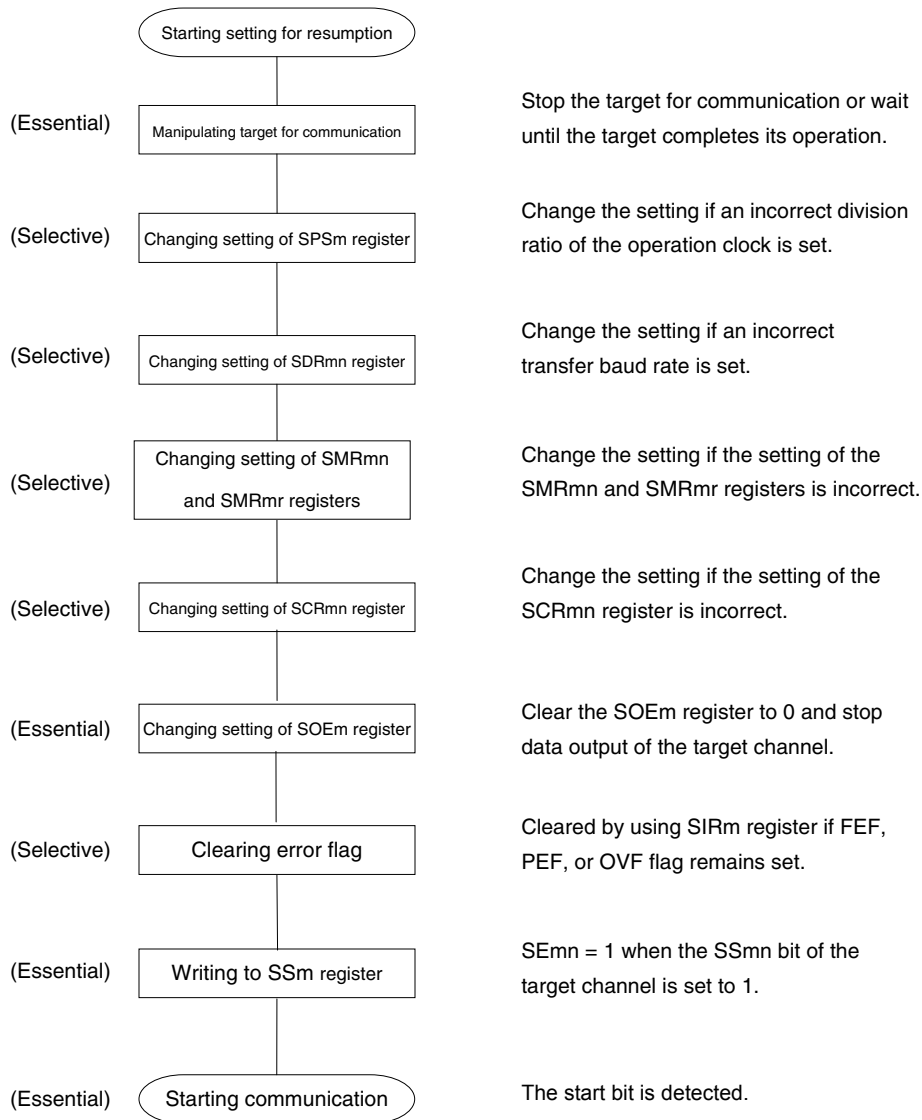 Starting setting for resumption
(Essential)
Manipulating target for communication
Stop the target for communication or wait
until the target completes its operation.
(Selective)
Changing setting of SPSm register
Change the setting if an incorrect division
ratio of the operation clock is set.
(Selective)
Changing setting of SDRmn register
Change the setting if an incorrect
transfer baud rate is set.
(Selective)
Changing setting of SMRmn
and SMRmr registers
Change the setting if the setting of the
SMRmn and SMRmr registers is incorrect.
(Selective)
Changing setting of SCRmn register
Change the setting if the setting of the
SCRmn register is incorrect.
(Essential)
Changing setting of SOEm register
Clear the SOEm register to 0 and stop
data output of the target channel.
(Selective)
Clearing error flag
Cleared by using SIRm register if FEF,
PEF, or OVF flag remains set.
(Essential)
Writing to SSm register
SEmn = 1 when the SSmn bit of the
target channel is set to 1.
(Essential)
Starting communication
The start bit is detected.